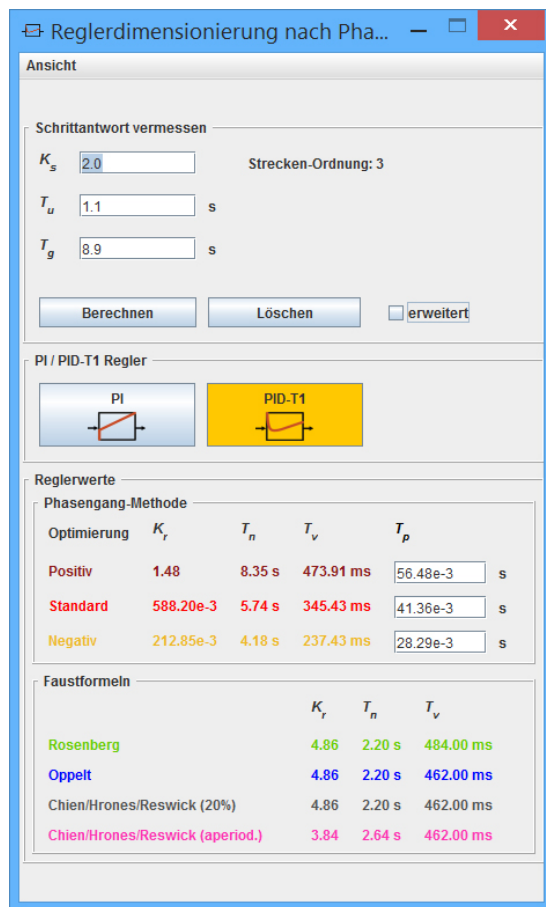 Reglerdimensionierung nach Pha...
Ansicht
Schrittantwort vermessen
Ks 2.0 Strecken-Ordnung: 3
Tu 1.1 s
Tg 8.9 s
Berechnen Löschen erweitert
PI / PID-T1 Regler
PI PID-T1
Reglerwerte
Phasengang-Methode
Optimierung Kr Tn Tv Tp
Positiv 1.48 8.35 s 473.91 ms 56.48e-3 s
Standard 588.20e-3 5.74 s 345.43 ms 41.36e-3 s
Negativ 212.85e-3 4.18 s 237.43 ms 28.29e-3 s
Faustformeln
Kr Tn Tv
Rosenberg 4.86 2.20 s 484.00 ms
Oppelt 4.86 2.20 s 462.00 ms
Chien/Hrones/Reswick (20%) 4.86 2.20 s 462.00 ms
Chien/Hrones/Reswick (aperiod.) 3.84 2.64 s 462.00 ms